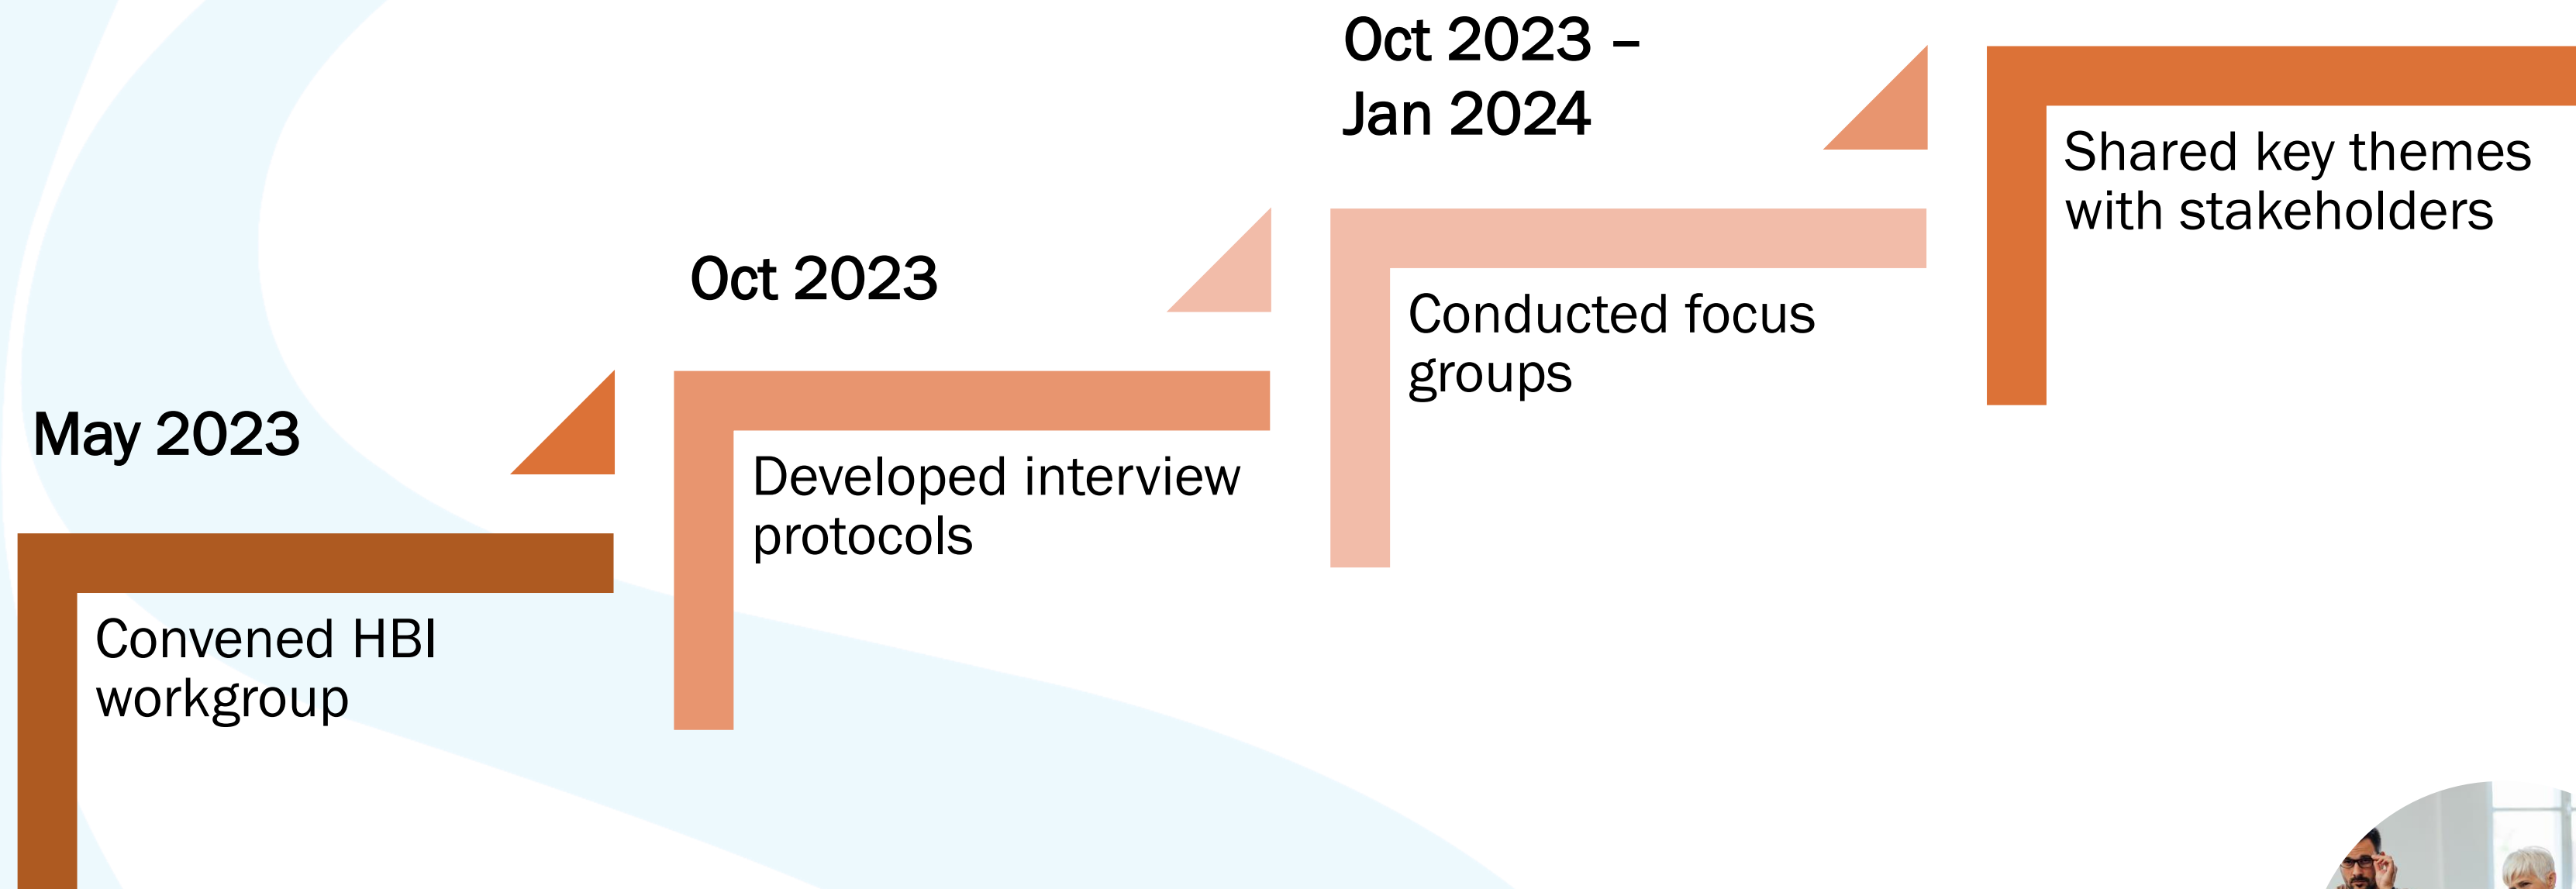 May 2023
Convened HBI
workgroup
Oct 2023
Developed interview
protocols
Oct 2023 –
Jan 2024
Conducted focus
groups
Shared key themes
with stakeholders